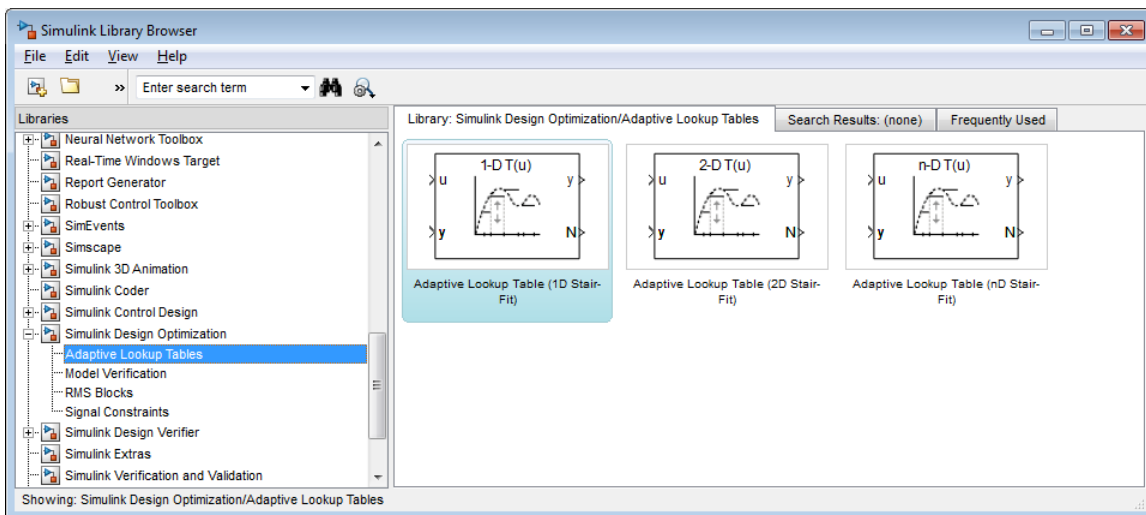 Simulink Library Browser
File Edit View Help
» Enter search term
Libraries
Neural Network Toolbox
Real-Time Windows Target
Report Generator
Robust Control Toolbox
SimEvents
Simscape
Simulink 3D Animation
Simulink Coder
Simulink Control Design
Simulink Design Optimization
Adaptive Lookup Tables
Model Verification
RMS Blocks
Signal Constraints
Simulink Design Verifier
Simulink Extras
Simulink Verification and Validation
Library: Simulink Design Optimization/Adaptive Lookup Tables Search Results: (none) Frequently Used
1-D T(u)
u y
y N
Adaptive Lookup Table (1D Stair-
Fit)
2-D T(u)
u y
y N
Adaptive Lookup Table (2D Stair-
Fit)
n-D T(u)
u y
y N
Adaptive Lookup Table (nD Stair-
Fit)
Showing: Simulink Design Optimization/Adaptive Lookup Tables